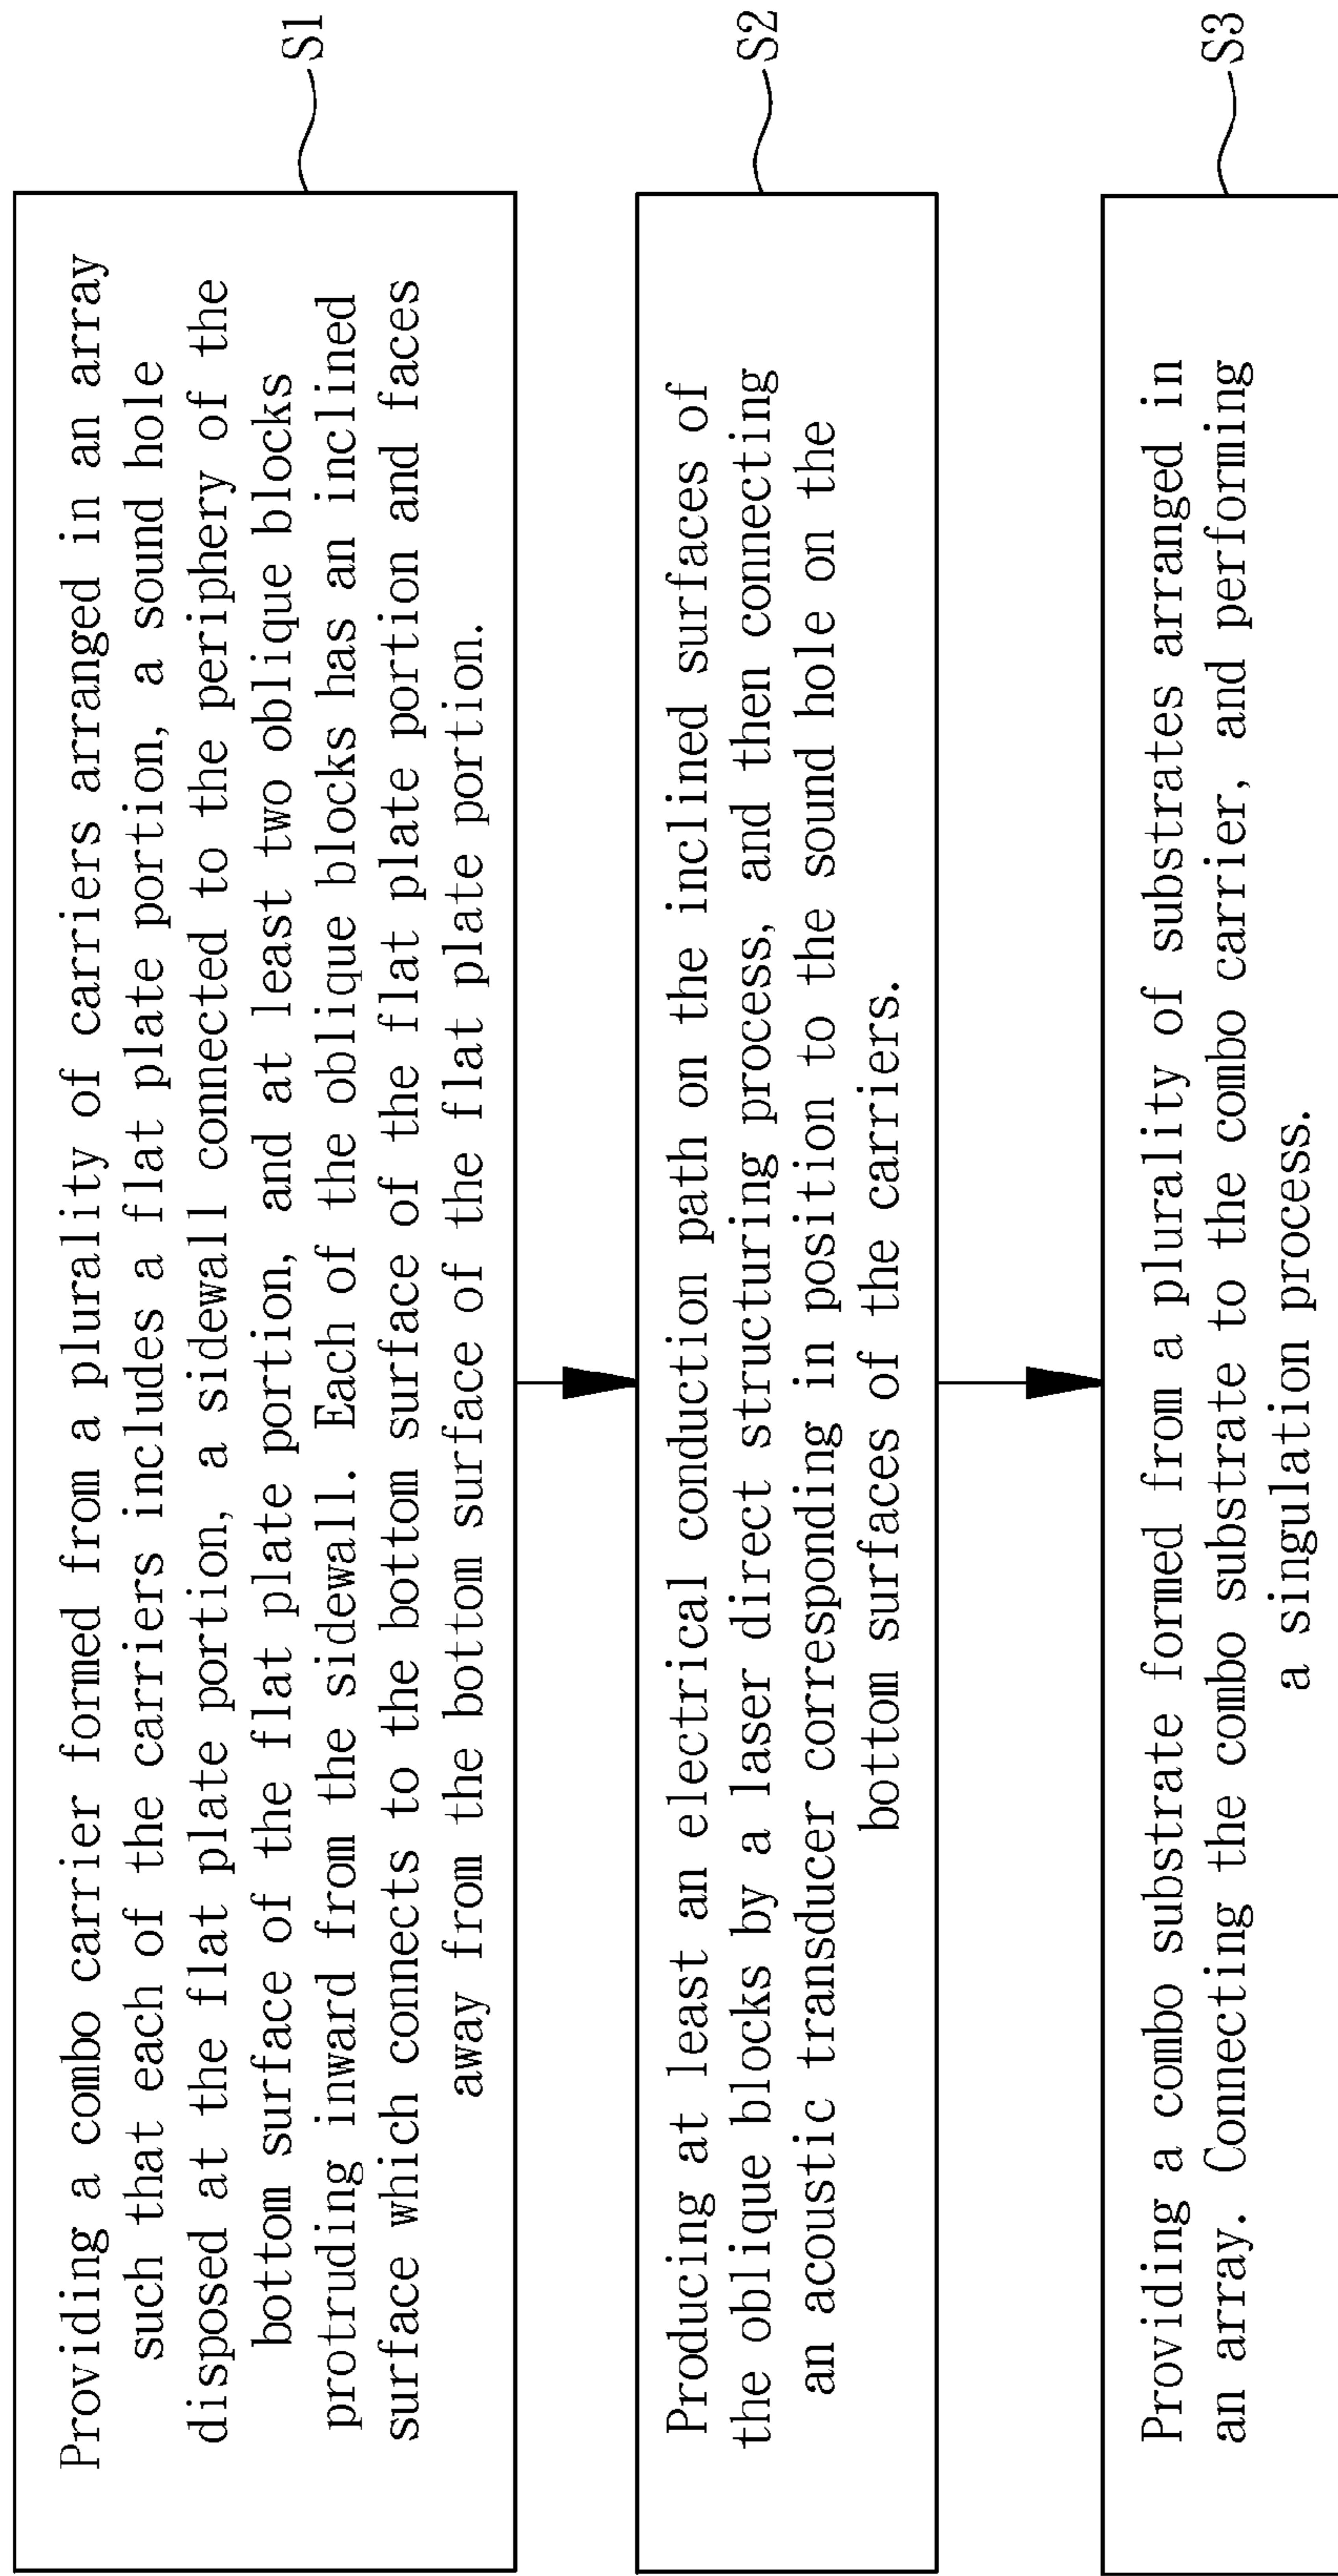 Providing a combo carrier formed from a plurality of carriers arranged in an array
such that each of the carriers includes a flat plate portion, a sound hole
disposed at the flat plate portion, a sidewall connected to the periphery of the
bottom surface of the flat plate portion, and at least two oblique blocks
protruding inward from the sidewall. Each of the oblique blocks has an inclined
surface which connects to the bottom surface of the flat plate portion and faces
away from the bottom surface of the flat plate portion.
S1
Producing at least an electrical conduction path on the inclined surfaces of
the oblique blocks by a laser direct structuring process, and then connecting
an acoustic transducer corresponding in position to the sound hole on the
bottom surfaces of the carriers.
S2
Providing a combo substrate formed from a plurality of substrates arranged in
an array. Connecting the combo substrate to the combo carrier, and performing
a singulation process.
S3